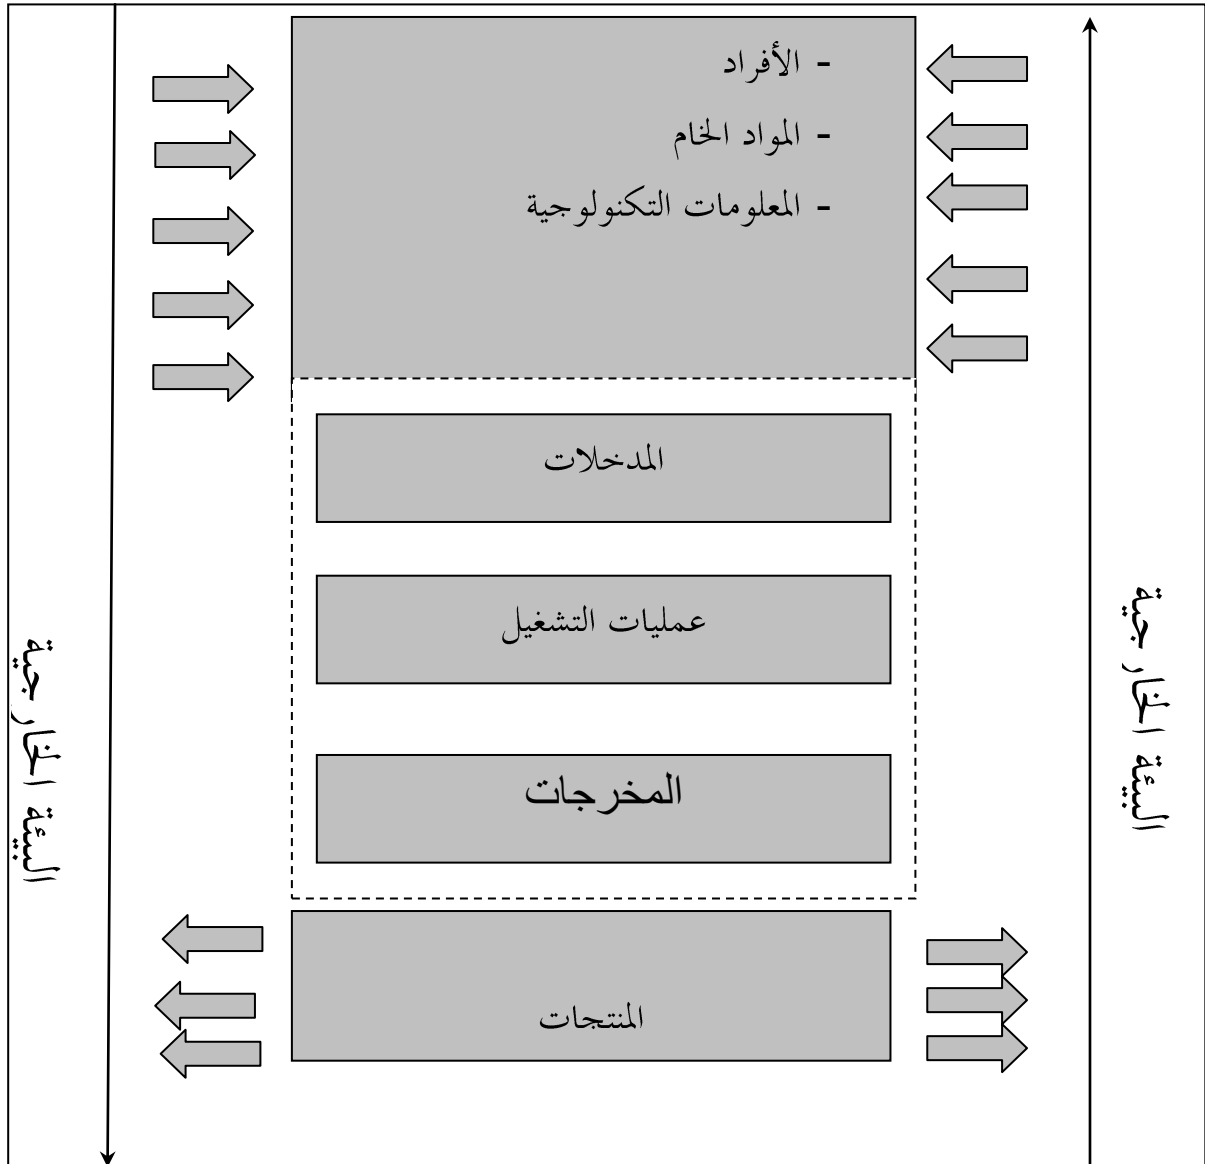 - الأفراد
- المواد الخام
- المعلومات التكنولوجية
المدخلات
عمليات التشغيل
المخرجات
المنتجات
البيئة الخارجية
البيئة الخارجية